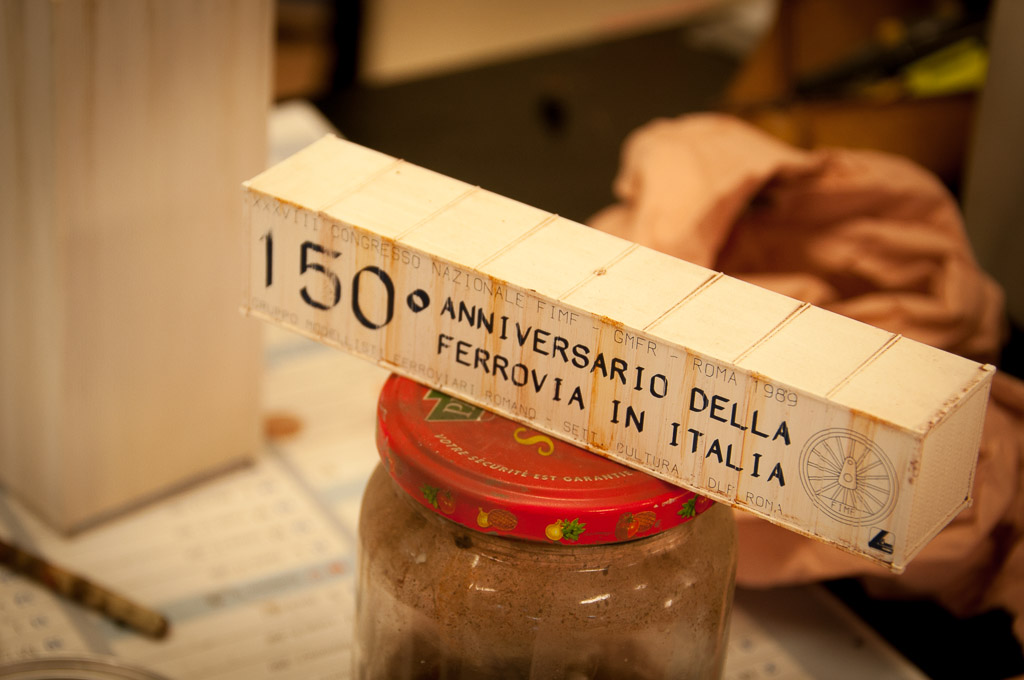 XXXVIII CONGRESSO NAZIONALE FIMF - GMFR - ROMA 1989
150° ANNIVERSARIO DELLA
FERROVIA IN ITALIA
GRUPPO MODELLISTI FERROVIARI ROMANO - SETT. CULTURA DLF ROMA
FIMF
VOTRE SÉCURITÉ EST GARANTIE